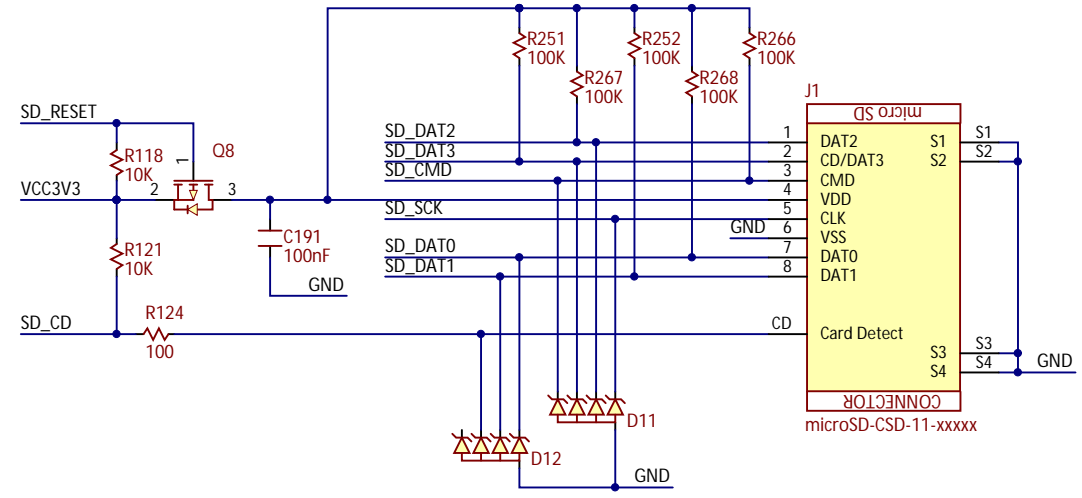 R251
100K
R252
100K
R266
100K
R267
100K
R268
100K
J1
micro SD
SD_RESET
R118
10K
1
Q8
VCC3V3
2
3
SD_DAT2
1
DAT2
S1
S1
SD_DAT3
2
CD/DAT3
S2
S2
SD_CMD
3
CMD
4
VDD
SD_SCK
5
CLK
GND
6
VSS
SD_DAT0
7
DAT0
SD_DAT1
8
DAT1
R121
10K
C191
100nF
GND
SD_CD
R124
100
CD
Card Detect
S3
S3
S4
S4
GND
CONNECTOR
microSD-CSD-11-xxxxx
D11
D12
GND